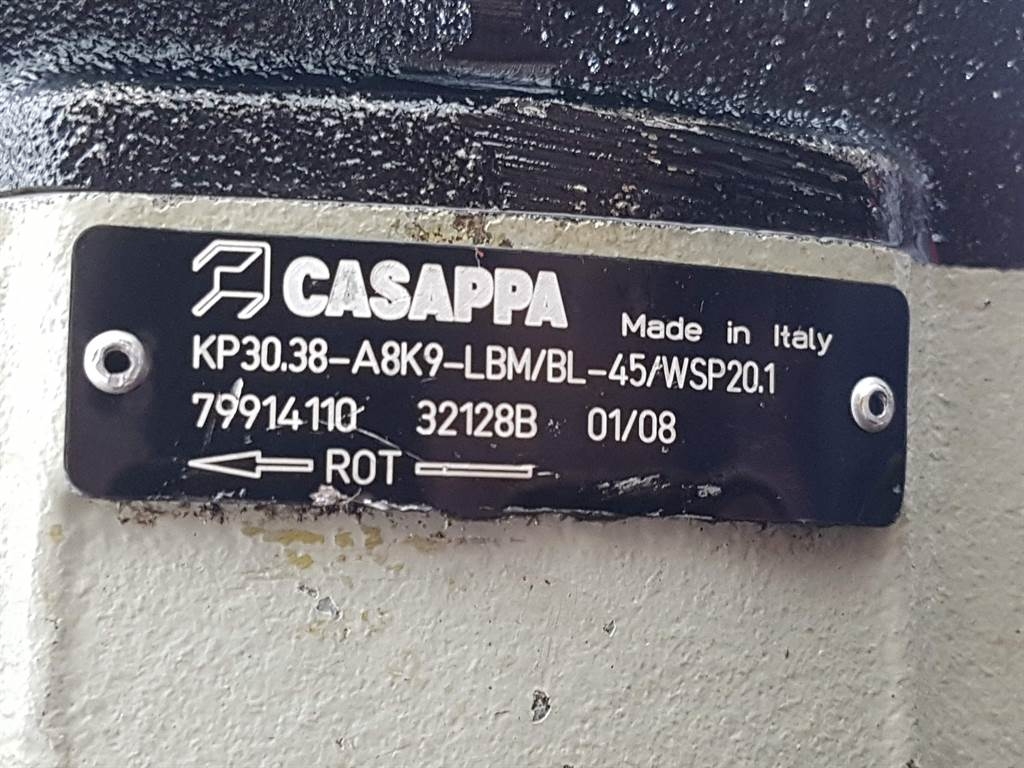 CASAPPA
Made in Italy
KP30.38-A8K9-LBM/BL-45/WSP20.1
79914110 32128B 01/08
ROT